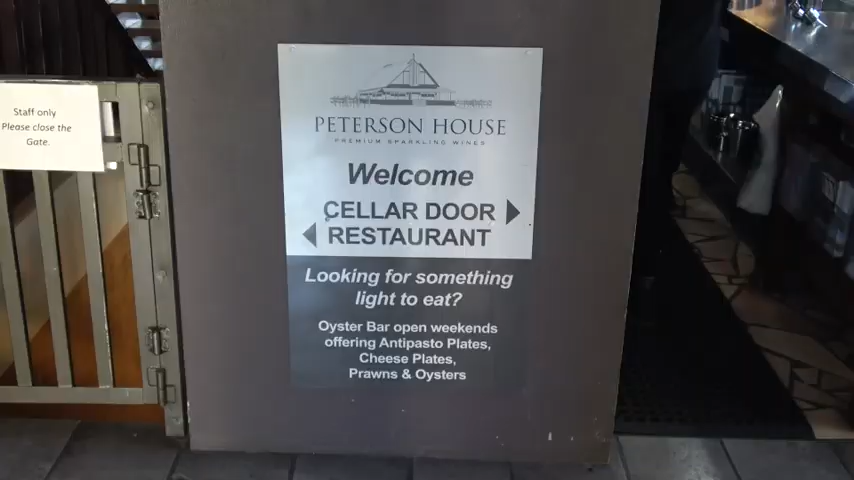 Staff only
Please close the
Gate.
PETERSON HOUSE
PREMIUM SPARKLING WINES
Welcome
CELLAR DOOR
RESTAURANT
Looking for something
light to eat?
Oyster Bar open weekends
offering Antipasto Plates,
Cheese Plates,
Prawns & Oysters